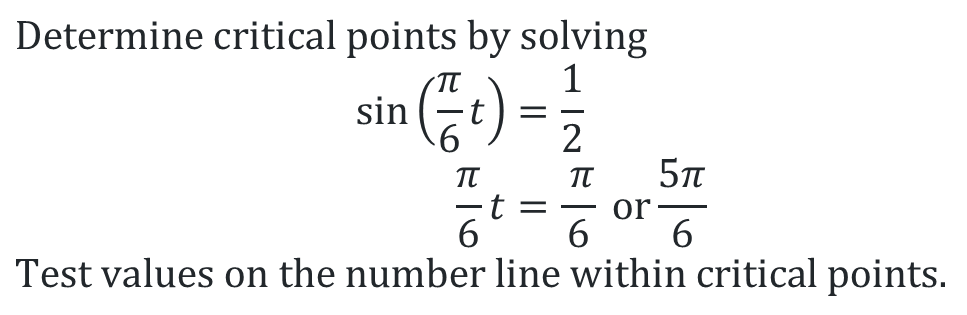 Determine critical points by solving
sin(π/6 t) = 1/2
π/6 t = π/6 or 5π/6
Test values on the number line within critical points.